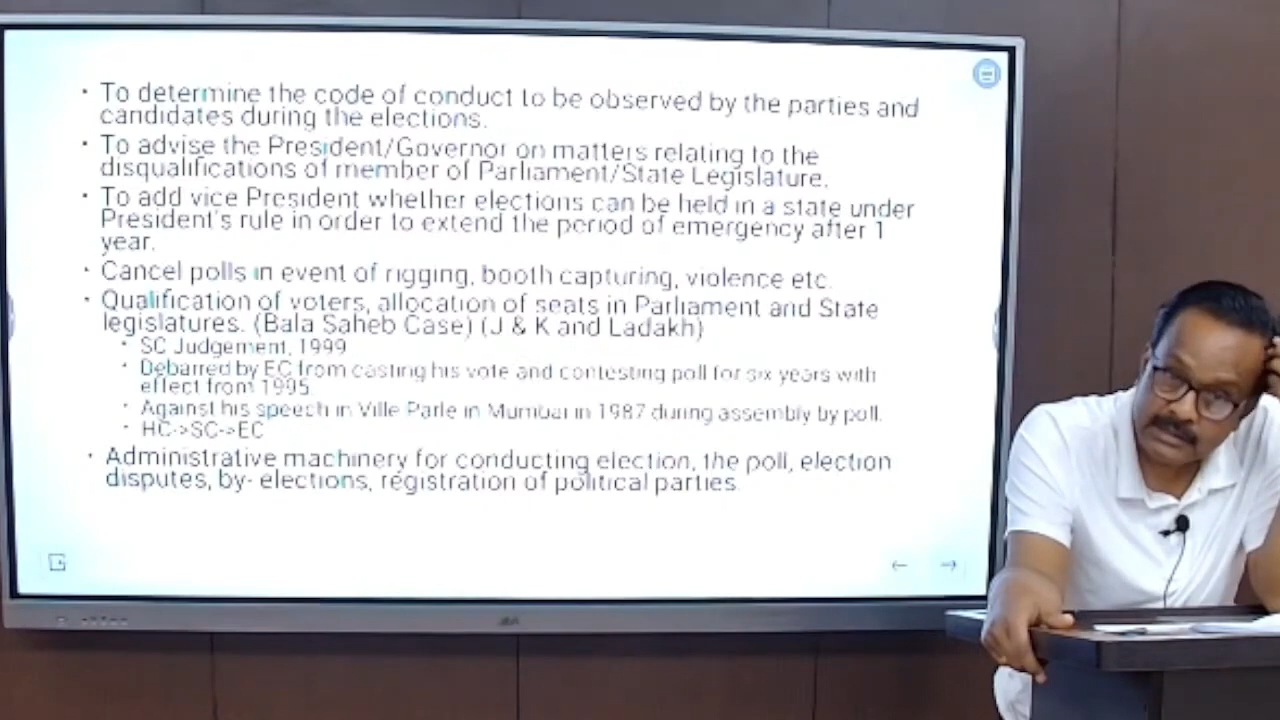 • To determine the code of conduct to be observed by the parties and
candidates during the elections.
• To advise the President/Governor on matters relating to the
disqualifications of member of Parliament/State Legislature.
• To add vice President whether elections can be held in a state under
President's rule in order to extend the period of emergency after 1
year.
• Cancel polls in event of rigging, booth capturing, violence etc.
• Qualification of voters, allocation of seats in Parliament and State
legislatures. (Bala Saheb Case) (J & K and Ladakh)
• SC Judgement, 1999
• Debarred by EC from casting his vote and contesting poll for six years with
effect from 1995.
• Against his speech in Ville Parle in Mumbai in 1987 during assembly by poll.
• HC->SC->EC
• Administrative machinery for conducting election, the poll, election
disputes, by- elections, registration of political parties.